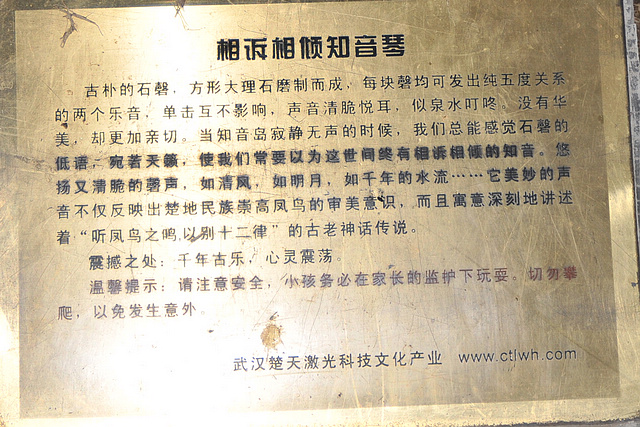 相诉相倾知音琴
古朴的石磬，方形大理石磨制而成，每块磬均可发出纯五度关系
的两个乐音，单击互不影响，声音清脆悦耳，似泉水叮咚。没有华
美，却更加亲切。当知音岛寂静无声的时候，我们总能感觉石磬的
低语，宛若天籁，使我们常要以为这世间终有相诉相倾的知音。悠
扬又清脆的磬声，如清风，如明月，如千年的水流……它美妙的声
音不仅反映出楚地民族崇高凤鸟的审美意识，而且寓意深刻地讲述
着“听凤鸟之鸣,以别十二律”的古老神话传说。
震撼之处：千年古乐，心灵震荡。
温馨提示：请注意安全，小孩务必在家长的监护下玩耍。切勿攀
爬，以免发生意外。
武汉楚天激光科技文化产业 www.ctlwh.com